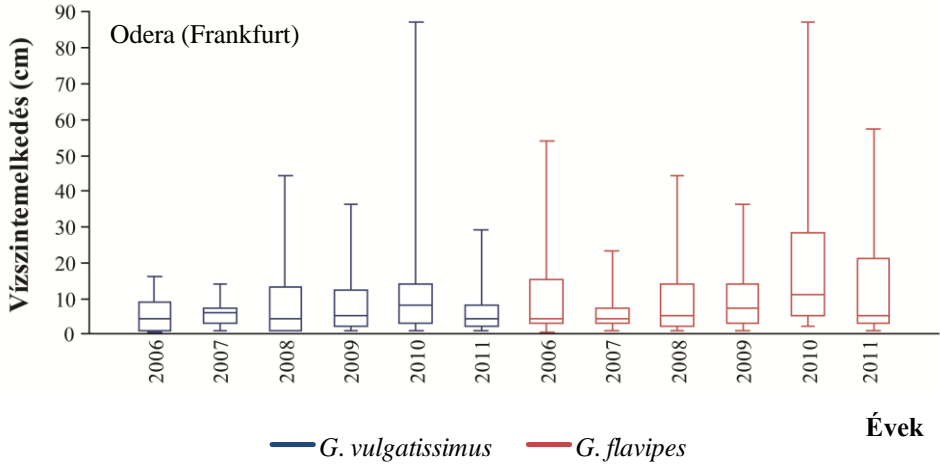 Odera (Frankfurt)
Vízszintemelkedés (cm)
90
80
70
60
50
40
30
20
10
0
2006 2007 2008 2009 2010 2011 2006 2007 2008 2009 2010 2011
Évek
G. vulgatissimus G. flavipes